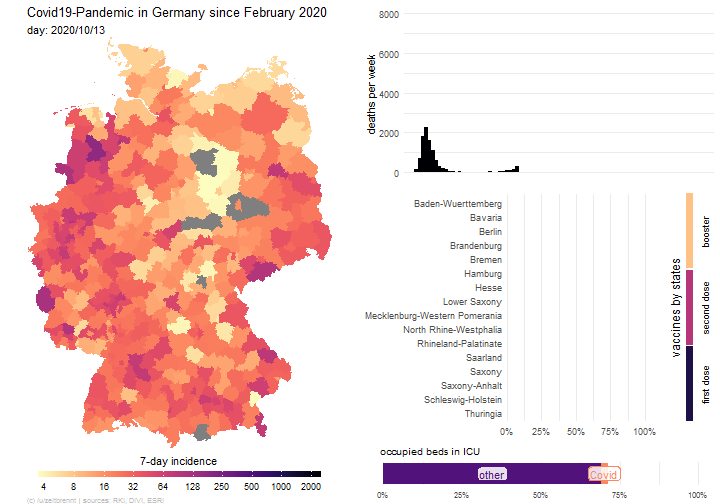 Covid19-Pandemic in Germany since February 2020
day: 2020/10/13
7-day incidence
4 8 16 32 64 128 250 500 1000 2000
(c) /u/zeitbrennt | sources: RKI, DIVI, ESRI
deaths per week
8000
6000
4000
2000
0
Baden-Wuerttemberg
Bavaria
Berlin
Brandenburg
Bremen
Hamburg
Hesse
Lower Saxony
Mecklenburg-Western Pomerania
North Rhine-Westphalia
Rhineland-Palatinate
Saarland
Saxony
Saxony-Anhalt
Schleswig-Holstein
Thuringia
0% 25% 50% 75% 100%
vaccines by states
booster
second dose
first dose
occupied beds in ICU
other
Covid
0% 25% 50% 75% 100%